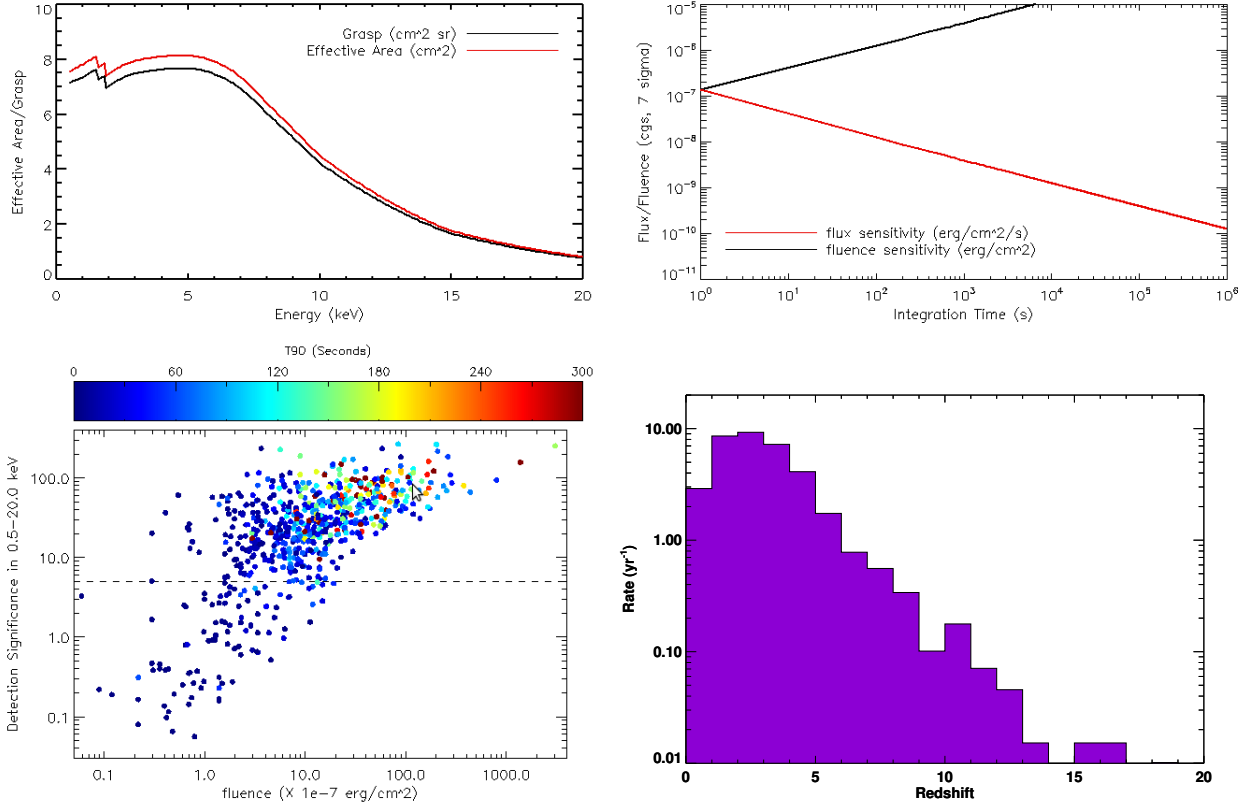 Grasp (cm^2 sr)
Effective Area (cm^2)
Effective Area/Grasp
10
8
6
4
2
0
0 5 10 15 20
Energy (keV)
flux sensitivity (erg/cm^2/s)
fluence sensitivity (erg/cm^2)
Flux/Fluence (cgs, 7 sigma)
10^-5
10^-6
10^-7
10^-8
10^-9
10^-10
10^-11
10^0 10^1 10^2 10^3 10^4 10^5 10^6
Integration Time (s)
T90 (Seconds)
0 60 120 180 240 300
Detection Significance in 0.5-20.0 keV
100.0
10.0
1.0
0.1
0.1 1.0 10.0 100.0 1000.0
fluence (X 1e-7 erg/cm^2)
Rate (yr-1)
10.00
1.00
0.10
0.01
0 5 10 15 20
Redshift